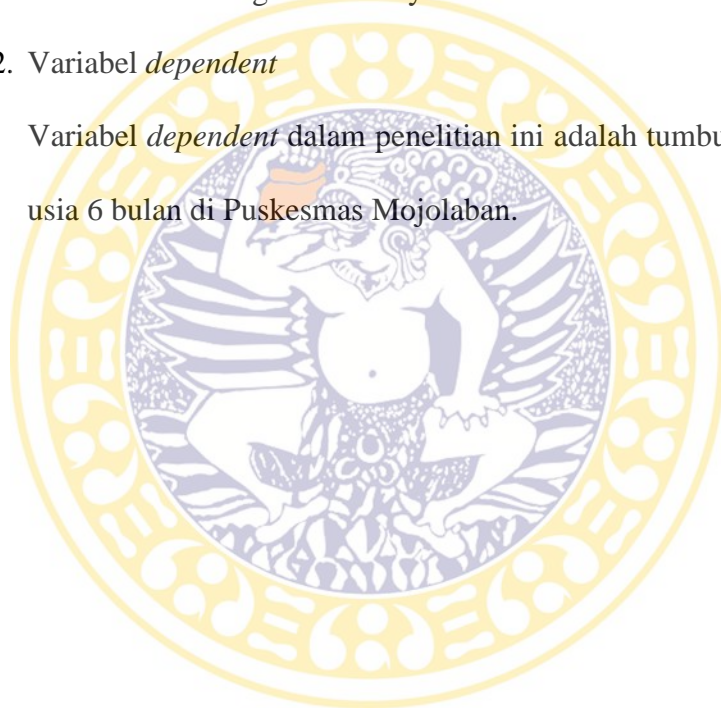 2. Variabel dependent
Variabel dependent dalam penelitian ini adalah
usia 6 bulan di Puskesmas Mojolaban.